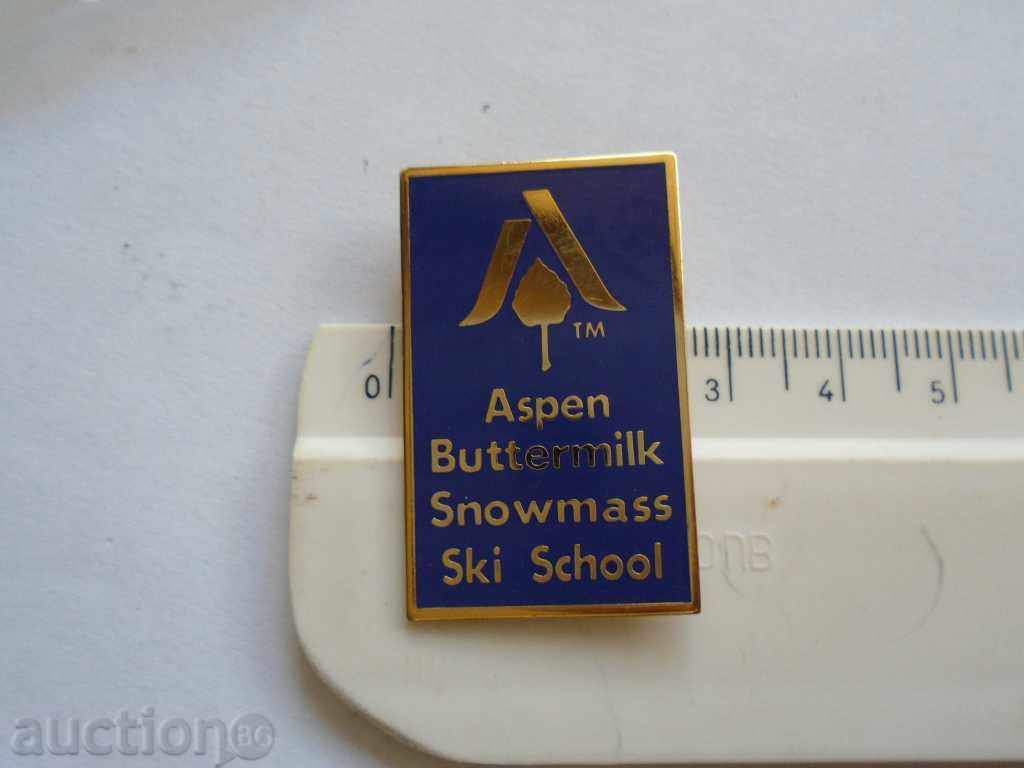 TM
Aspen
Buttermilk
Snowmass
Ski School
0 3 4 5
auction BG